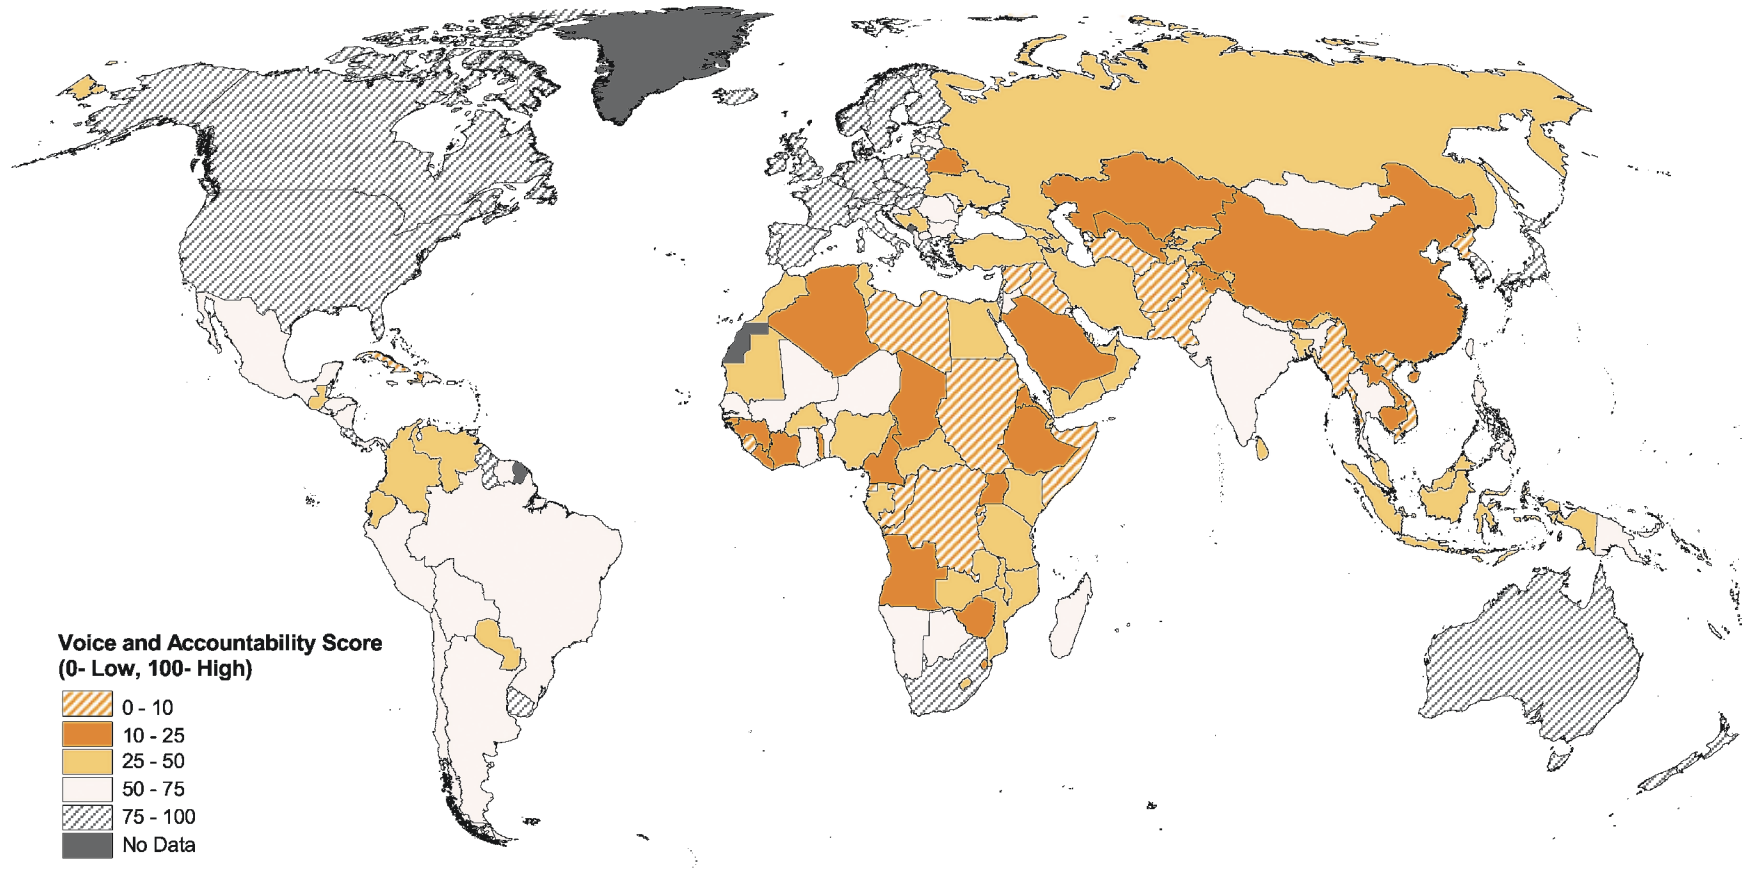 Voice and Accountability Score
(0- Low, 100- High)
0 - 10
10 - 25
25 - 50
50 - 75
75 - 100
No Data